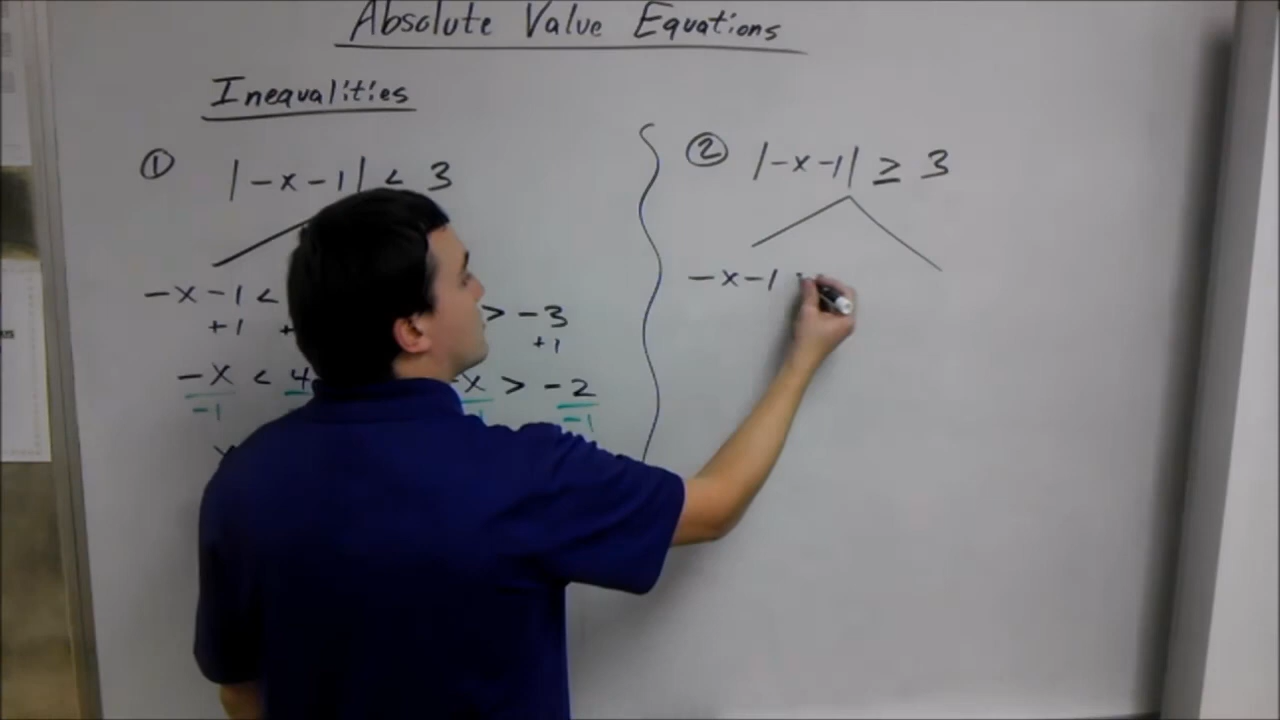 Absolute Value Equations
Inequalities
① |-x-1| < 3
-x-1 <
> -3
+1 +
+1
-x < 4
-x > -2
-1
-1
-1
② |-x-1| ≥ 3
-x-1